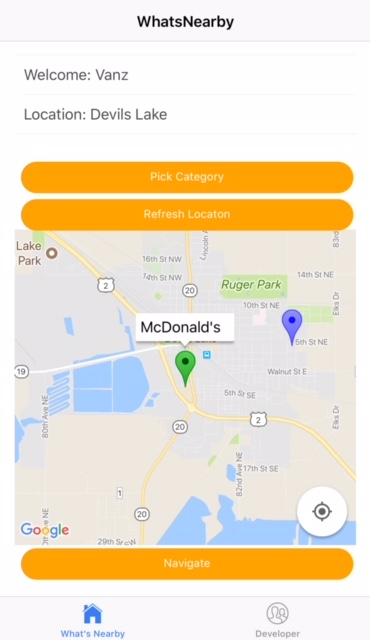 WhatsNearby
Welcome: Vanz
Location: Devils Lake
Pick Category
Refresh Locaton
Lake
Park
2
16th St NW
14th St NW
20
Lincoln A
83rd
14th St NE
Ruger Park
10th St NE
Elks Dr
McDonald's
5th St NE
19
Walnut St E
5th St SE
80th Ave NE
20
2
Elks Dr
17th St SE
82nd Ave NE
1
20
29th St NE
Google
Navigate
What's Nearby
Developer